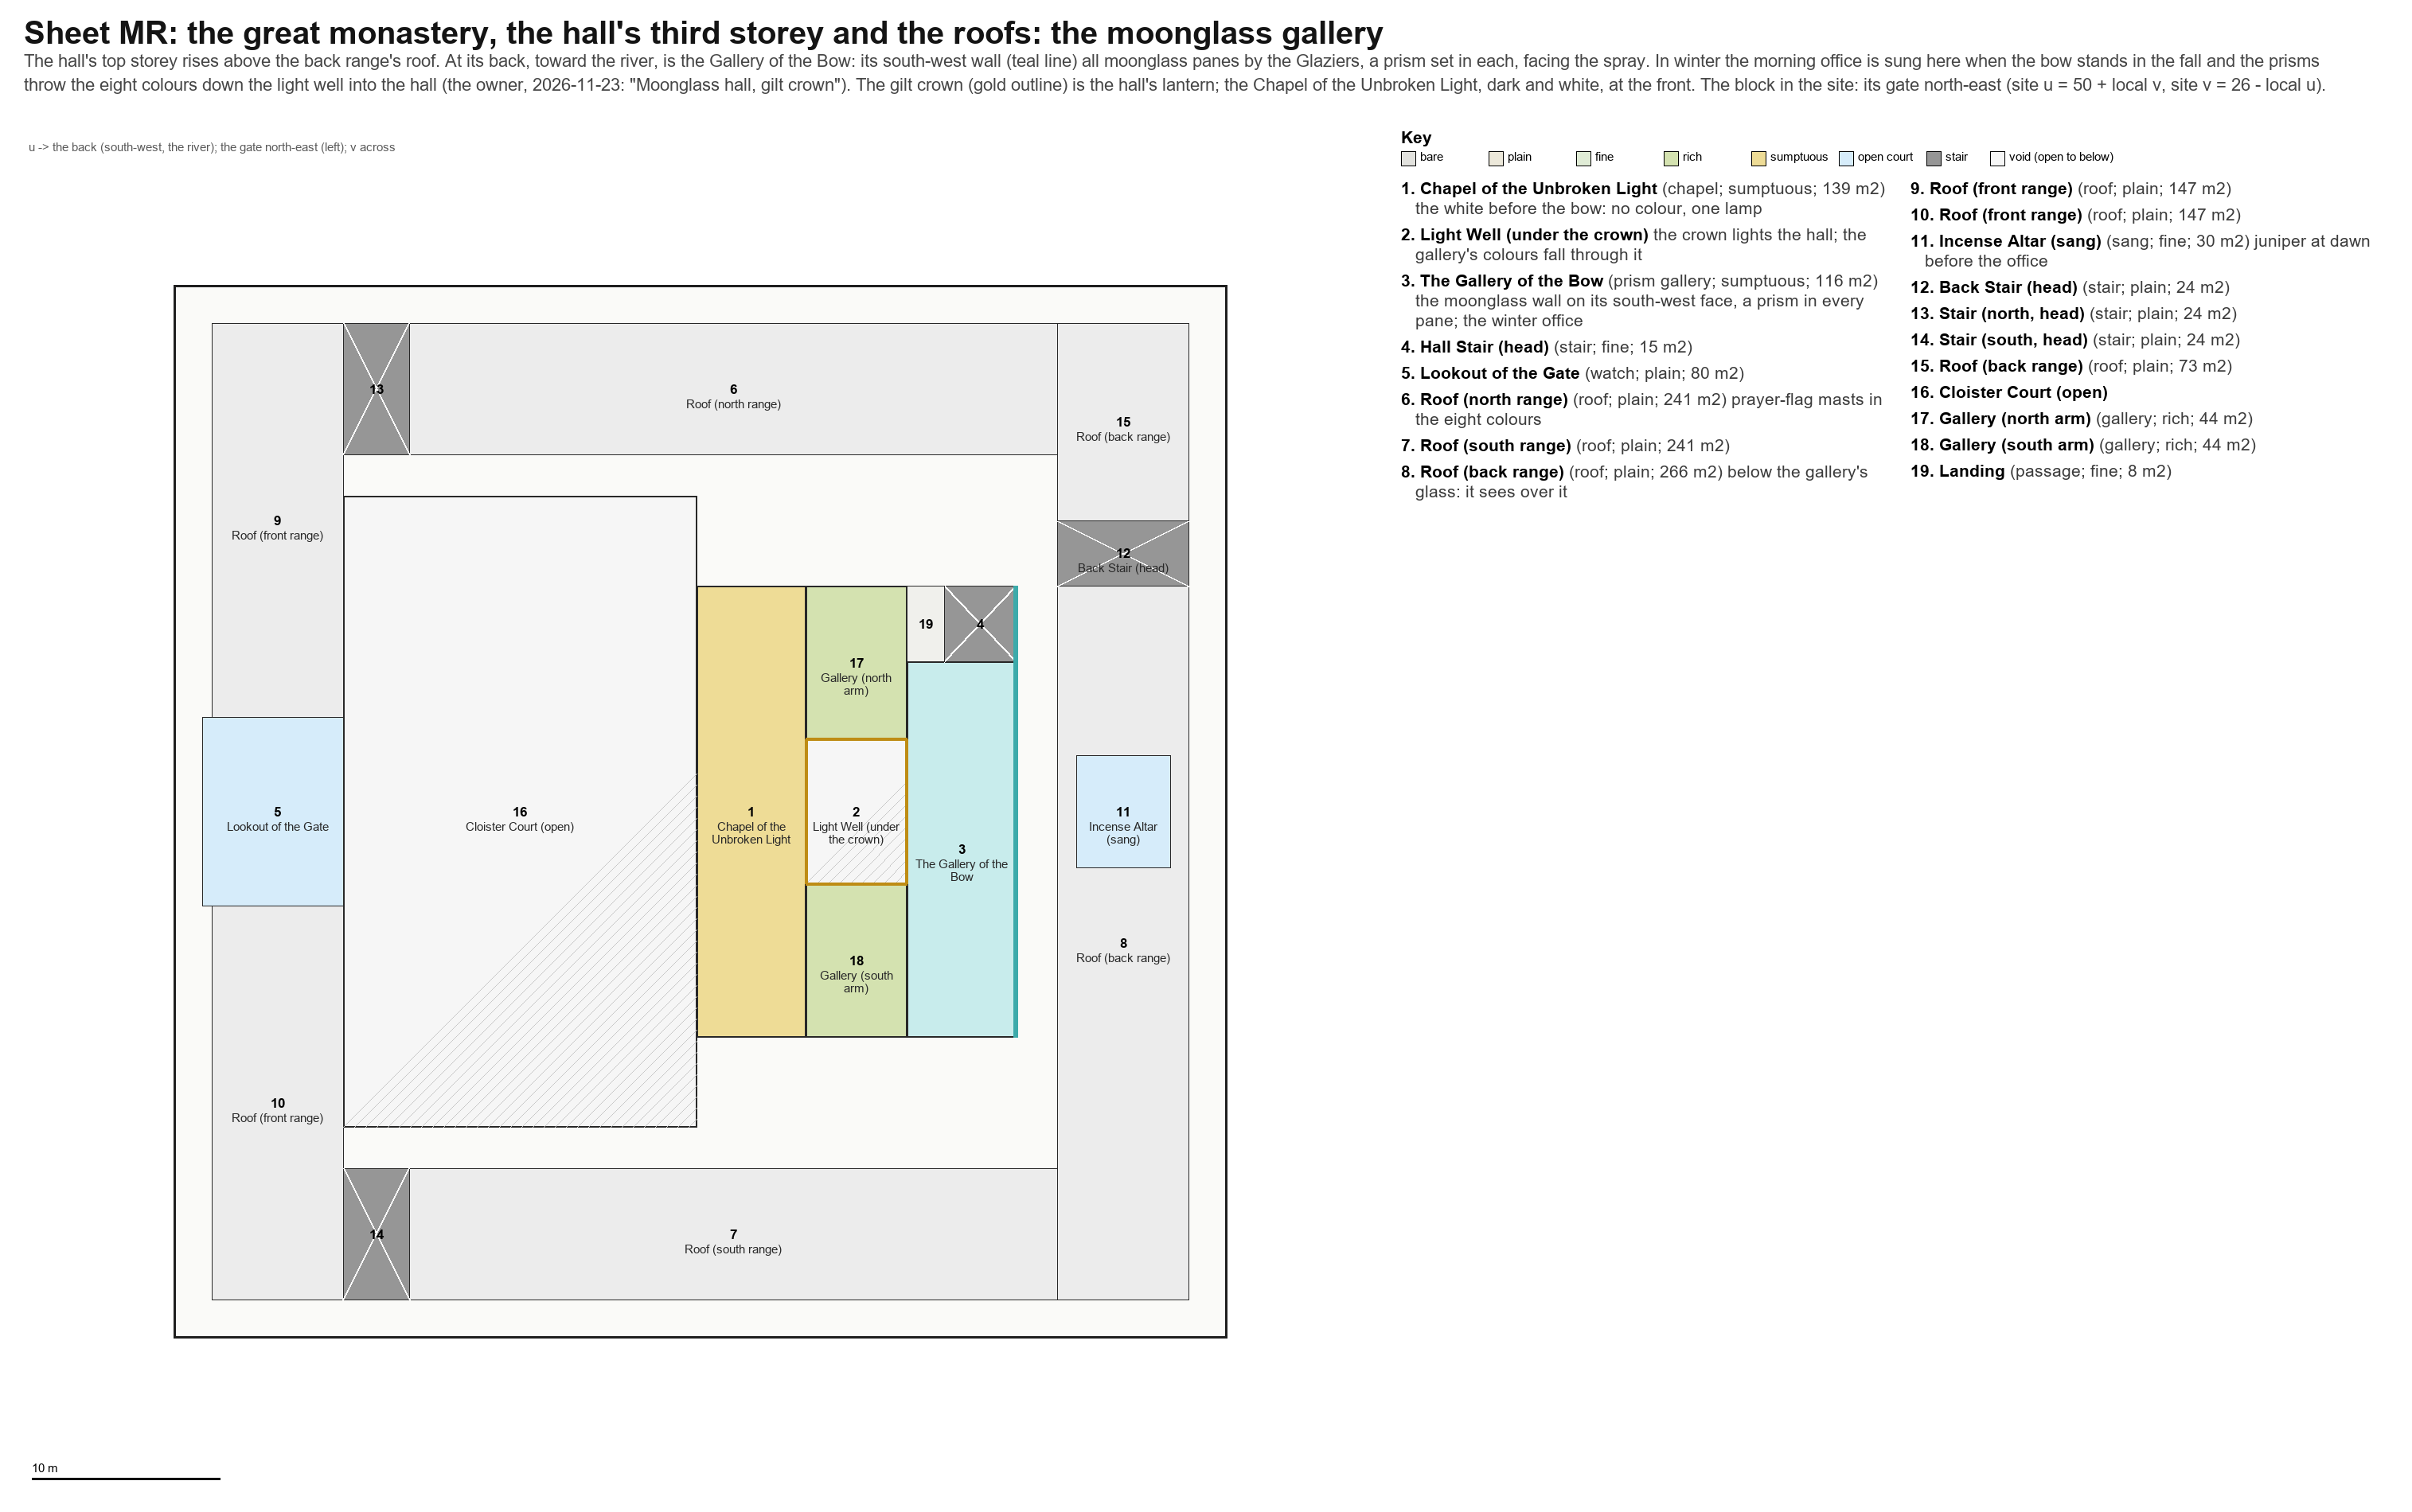 Sheet MR: the great monastery, the hall's third storey and the roofs: the moonglass gallery
The hall's top storey rises above the back range's roof. At its back, toward the river, is the Gallery of the Bow: its south-west wall (teal line) all moonglass panes by the Glaziers, a prism set in each, facing the spray. In winter the morning office is sung here when the bow stands in the fall and the prisms
throw the eight colours down the light well into the hall (the owner, 2026-11-23: "Moonglass hall, gilt crown"). The gilt crown (gold outline) is the hall's lantern; the Chapel of the Unbroken Light, dark and white, at the front. The block in the site: its gate north-east (site u = 50 + local v, site v = 26 - local u).
u -> the back (south-west, the river); the gate north-east (left); v across
Key
bare
plain
fine
rich
sumptuous
open court
stair
void (open to below)
1. Chapel of the Unbroken Light (chapel; sumptuous; 139 m2)
the white before the bow: no colour, one lamp
2. Light Well (under the crown) the crown lights the hall; the
gallery's colours fall through it
3. The Gallery of the Bow (prism gallery; sumptuous; 116 m2)
the moonglass wall on its south-west face, a prism in every
pane; the winter office
4. Hall Stair (head) (stair; fine; 15 m2)
5. Lookout of the Gate (watch; plain; 80 m2)
6. Roof (north range) (roof; plain; 241 m2) prayer-flag masts in
the eight colours
7. Roof (south range) (roof; plain; 241 m2)
8. Roof (back range) (roof; plain; 266 m2) below the gallery's
glass: it sees over it
9. Roof (front range) (roof; plain; 147 m2)
10. Roof (front range) (roof; plain; 147 m2)
11. Incense Altar (sang) (sang; fine; 30 m2) juniper at dawn
before the office
12. Back Stair (head) (stair; plain; 24 m2)
13. Stair (north, head) (stair; plain; 24 m2)
14. Stair (south, head) (stair; plain; 24 m2)
15. Roof (back range) (roof; plain; 73 m2)
16. Cloister Court (open)
17. Gallery (north arm) (gallery; rich; 44 m2)
18. Gallery (south arm) (gallery; rich; 44 m2)
19. Landing (passage; fine; 8 m2)
13
6
Roof (north range)
15
Roof (back range)
9
Roof (front range)
12
Back Stair (head)
19
4
17
Gallery (north
arm)
5
Lookout of the Gate
16
Cloister Court (open)
1
Chapel of the
Unbroken Light
2
Light Well (under
the crown)
3
The Gallery of the
Bow
11
Incense Altar
(sang)
18
Gallery (south
arm)
8
Roof (back range)
10
Roof (front range)
14
7
Roof (south range)
10 m